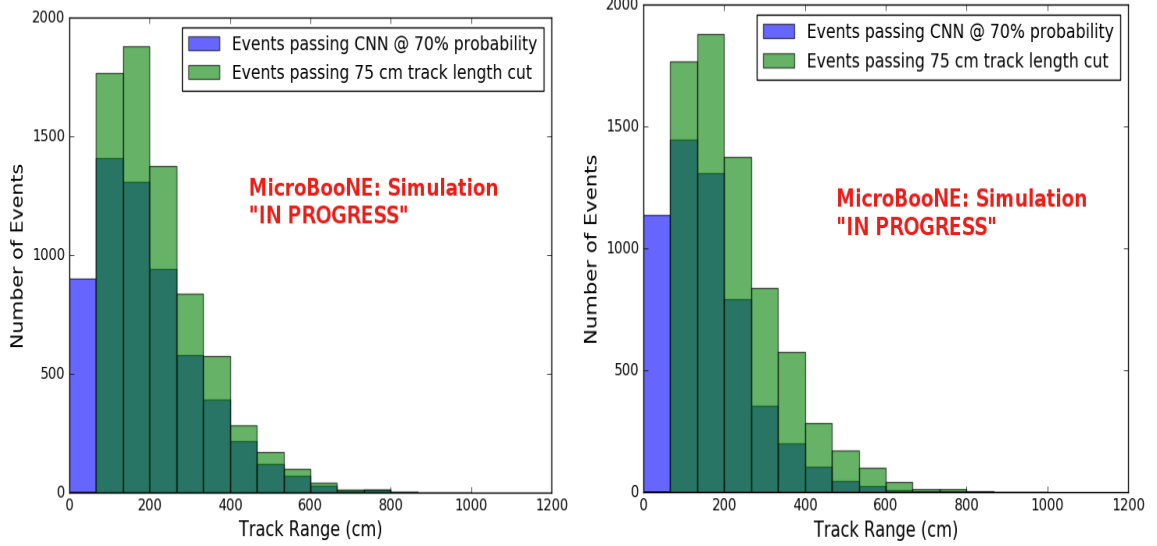 2000
1500
1000
500
0
Number of Events
Events passing CNN @ 70% probability
Events passing 75 cm track length cut
MicroBooNE: Simulation
"IN PROGRESS"
0 200 400 600 800 1000 1200
Track Range (cm)
2000
1500
1000
500
0
Number of Events
Events passing CNN @ 70% probability
Events passing 75 cm track length cut
MicroBooNE: Simulation
"IN PROGRESS"
0 200 400 600 800 1000 1200
Track Range (cm)